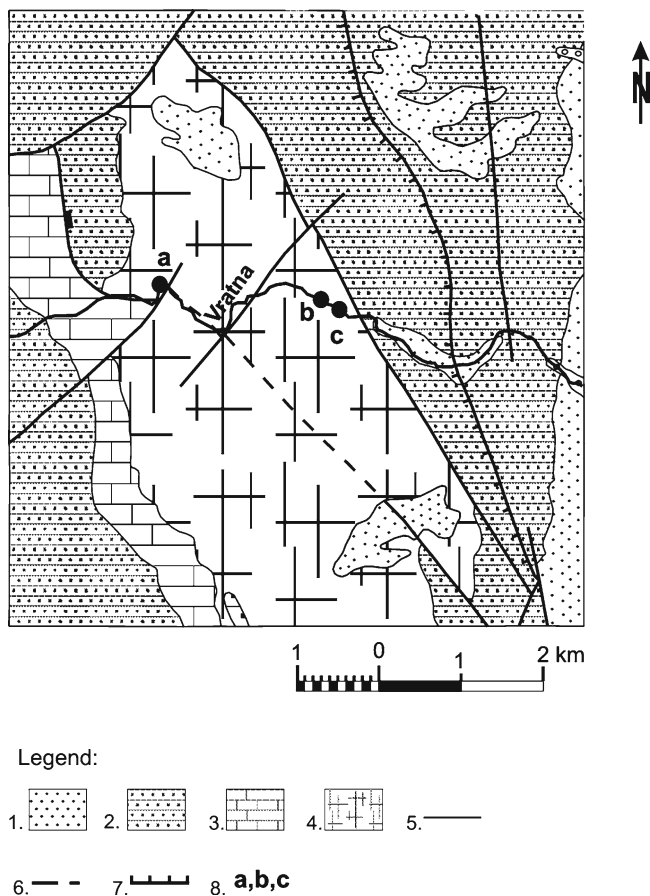 N
a
Vratna
b
c
1 0 1 2 km
Legend:
1. 2. 3. 4. 5.
6. 7. 8. a,b,c